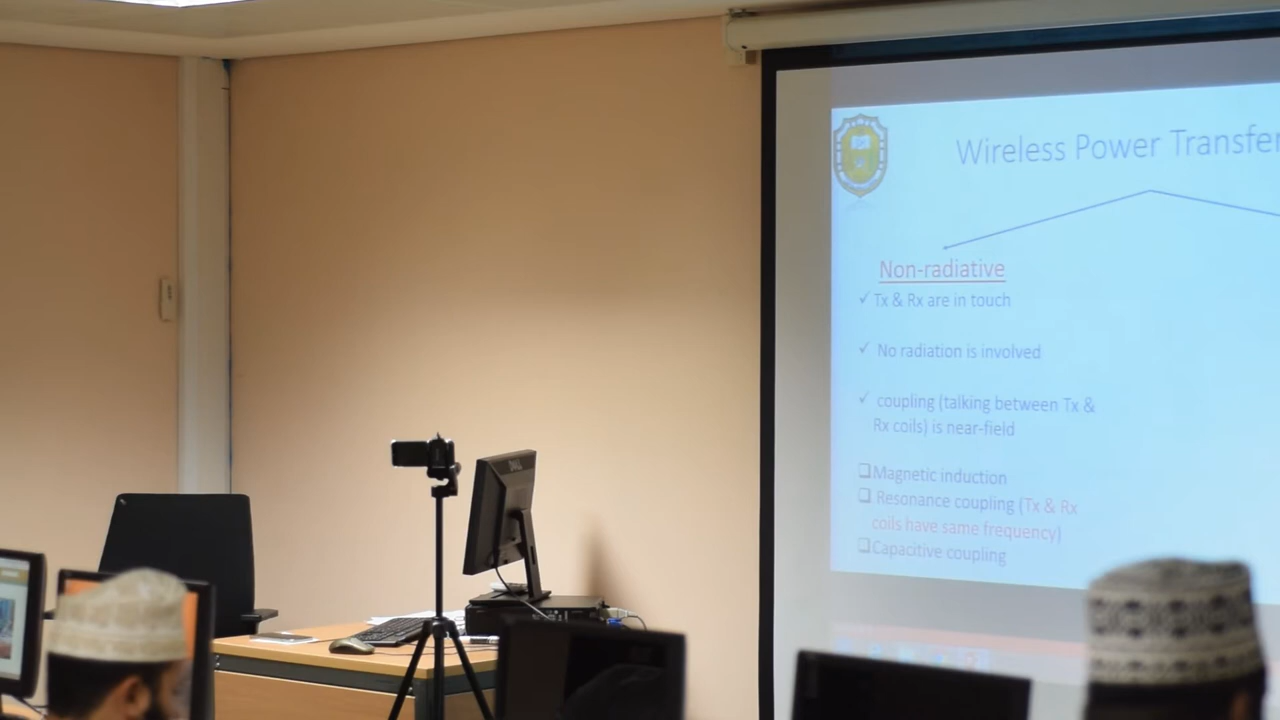 Wireless Power Transfer
Non-radiative
✓ Tx & Rx are in touch
✓ No radiation is involved
✓ coupling (talking between Tx &
Rx coils) is near-field
❑ Magnetic induction
❑ Resonance coupling (Tx & Rx
coils have same frequency)
❑ Capacitive coupling
DELL